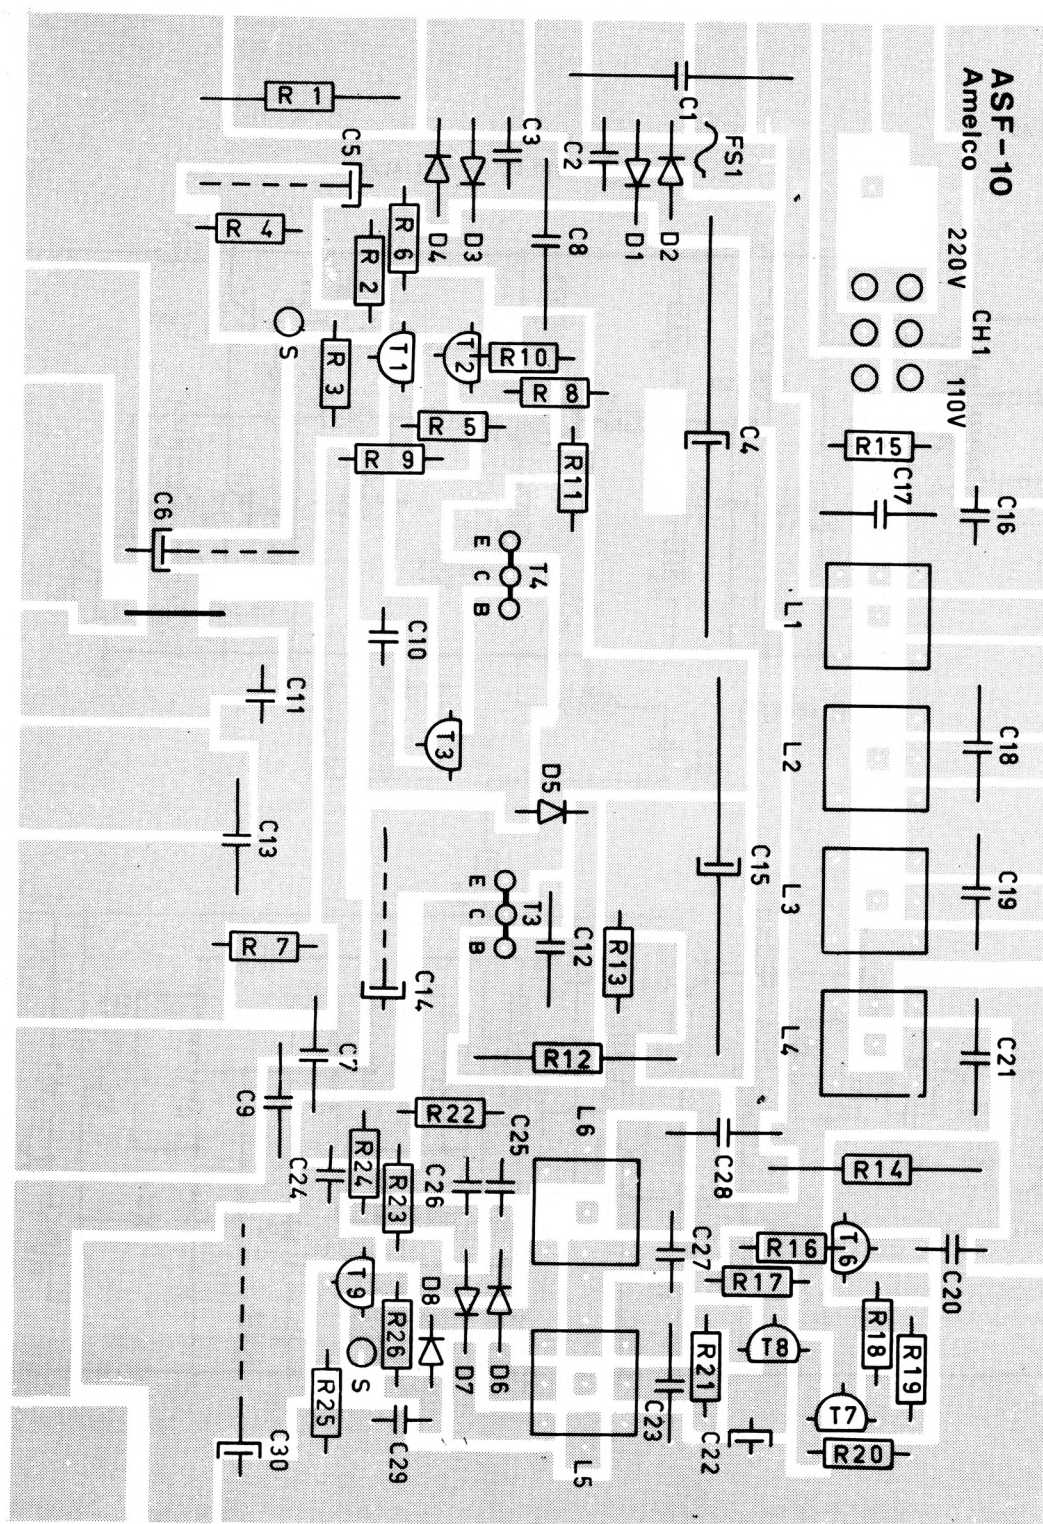 ASF-10
Amelco
220V
CH1
110V
FS1
C1
C2
C3
D1
D2
D3
D4
C8
R 1
C5
R 4
R 6
R 2
S
R 3
T1
T2
R10
R 8
R 5
R 9
R11
C4
R15
C17
C16
C6
E
C
B
T4
C10
L1
C11
T3
L2
C18
D5
C13
C15
L3
C19
E
C
B
T3
C12
R13
R 7
C14
L4
C21
C7
R12
C9
R22
L6
C25
C28
R14
C24
R24
R23
C26
C27
R16
T6
R17
C20
T9
D8
R26
S
D7
D6
R18
R19
T8
R21
R25
C23
C22
T7
R20
C30
C29
L5